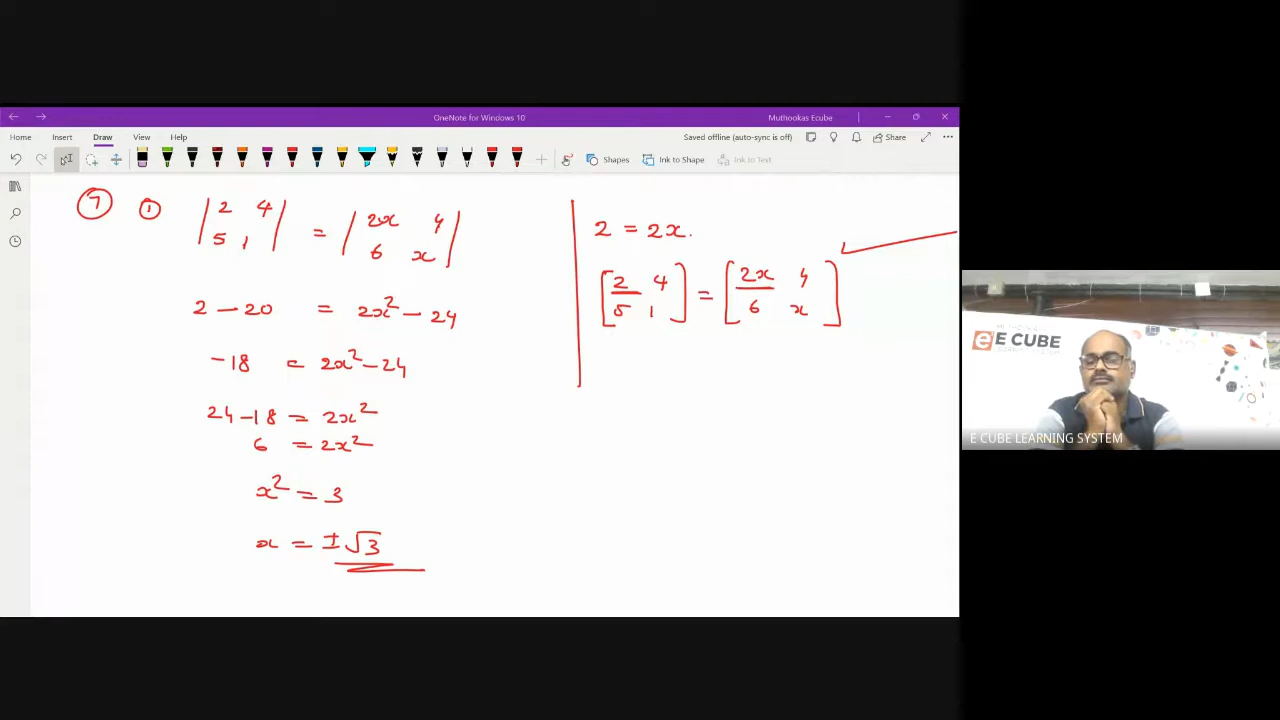 OneNote for Windows 10
Muthookas Ecube
Home Insert Draw View Help
Saved offline (auto-sync is off)
Share
Shapes
Ink to Shape
Ink to Text
7 1 |2 4 5 1| = |2x 4 6 x|
2 - 20 = 2x² - 24
-18 = 2x² - 24
24 - 18 = 2x²
6 = 2x²
x² = 3
x = ±√3
2 = 2x.
[2 4 5 1] = [2x 4 6 x]
e E CUBE
E CUBE LEARNING SYSTEM